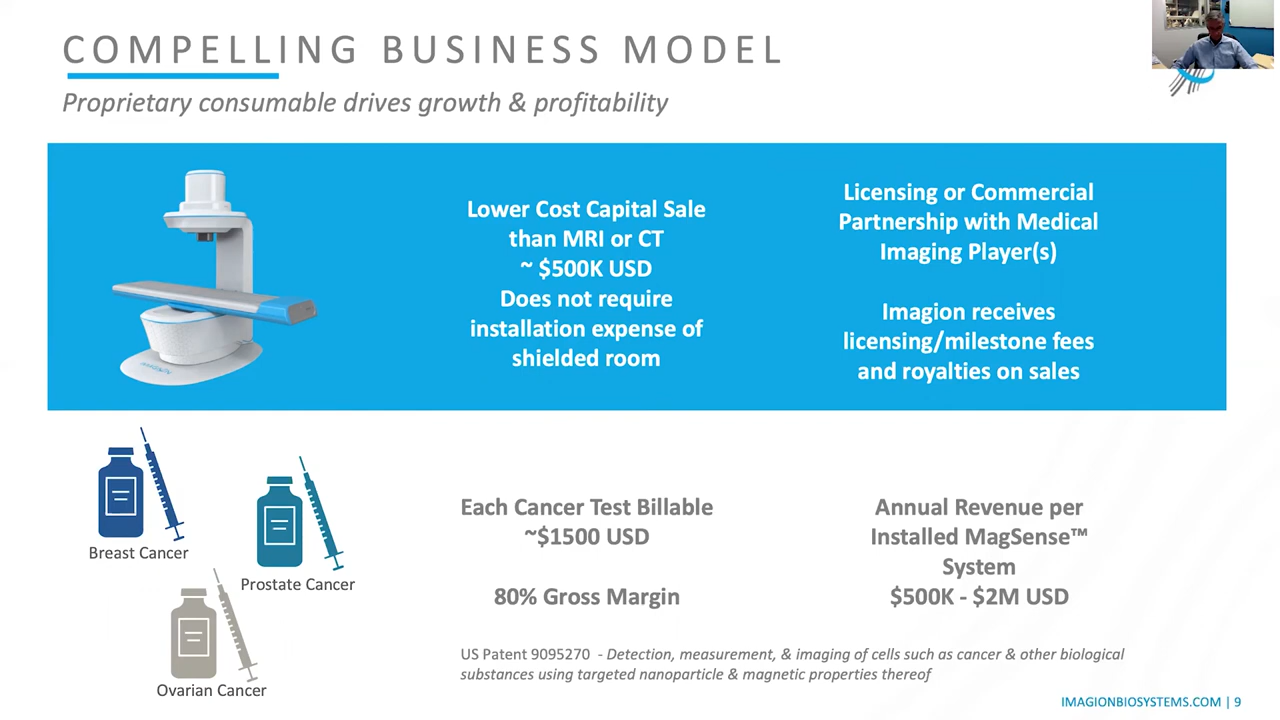 COMPELLING BUSINESS MODEL
Proprietary consumable drives growth & profitability
Lower Cost Capital Sale
than MRI or CT
~ $500K USD
Does not require
installation expense of
shielded room
Licensing or Commercial
Partnership with Medical
Imaging Player(s)
Imagion receives
licensing/milestone fees
and royalties on sales
Breast Cancer
Prostate Cancer
Ovarian Cancer
Each Cancer Test Billable
~$1500 USD
80% Gross Margin
Annual Revenue per
Installed MagSense™
System
$500K - $2M USD
US Patent 9095270 - Detection, measurement, & imaging of cells such as cancer & other biological
substances using targeted nanoparticle & magnetic properties thereof
IMAGIONBIOSYSTEMS.COM | 9